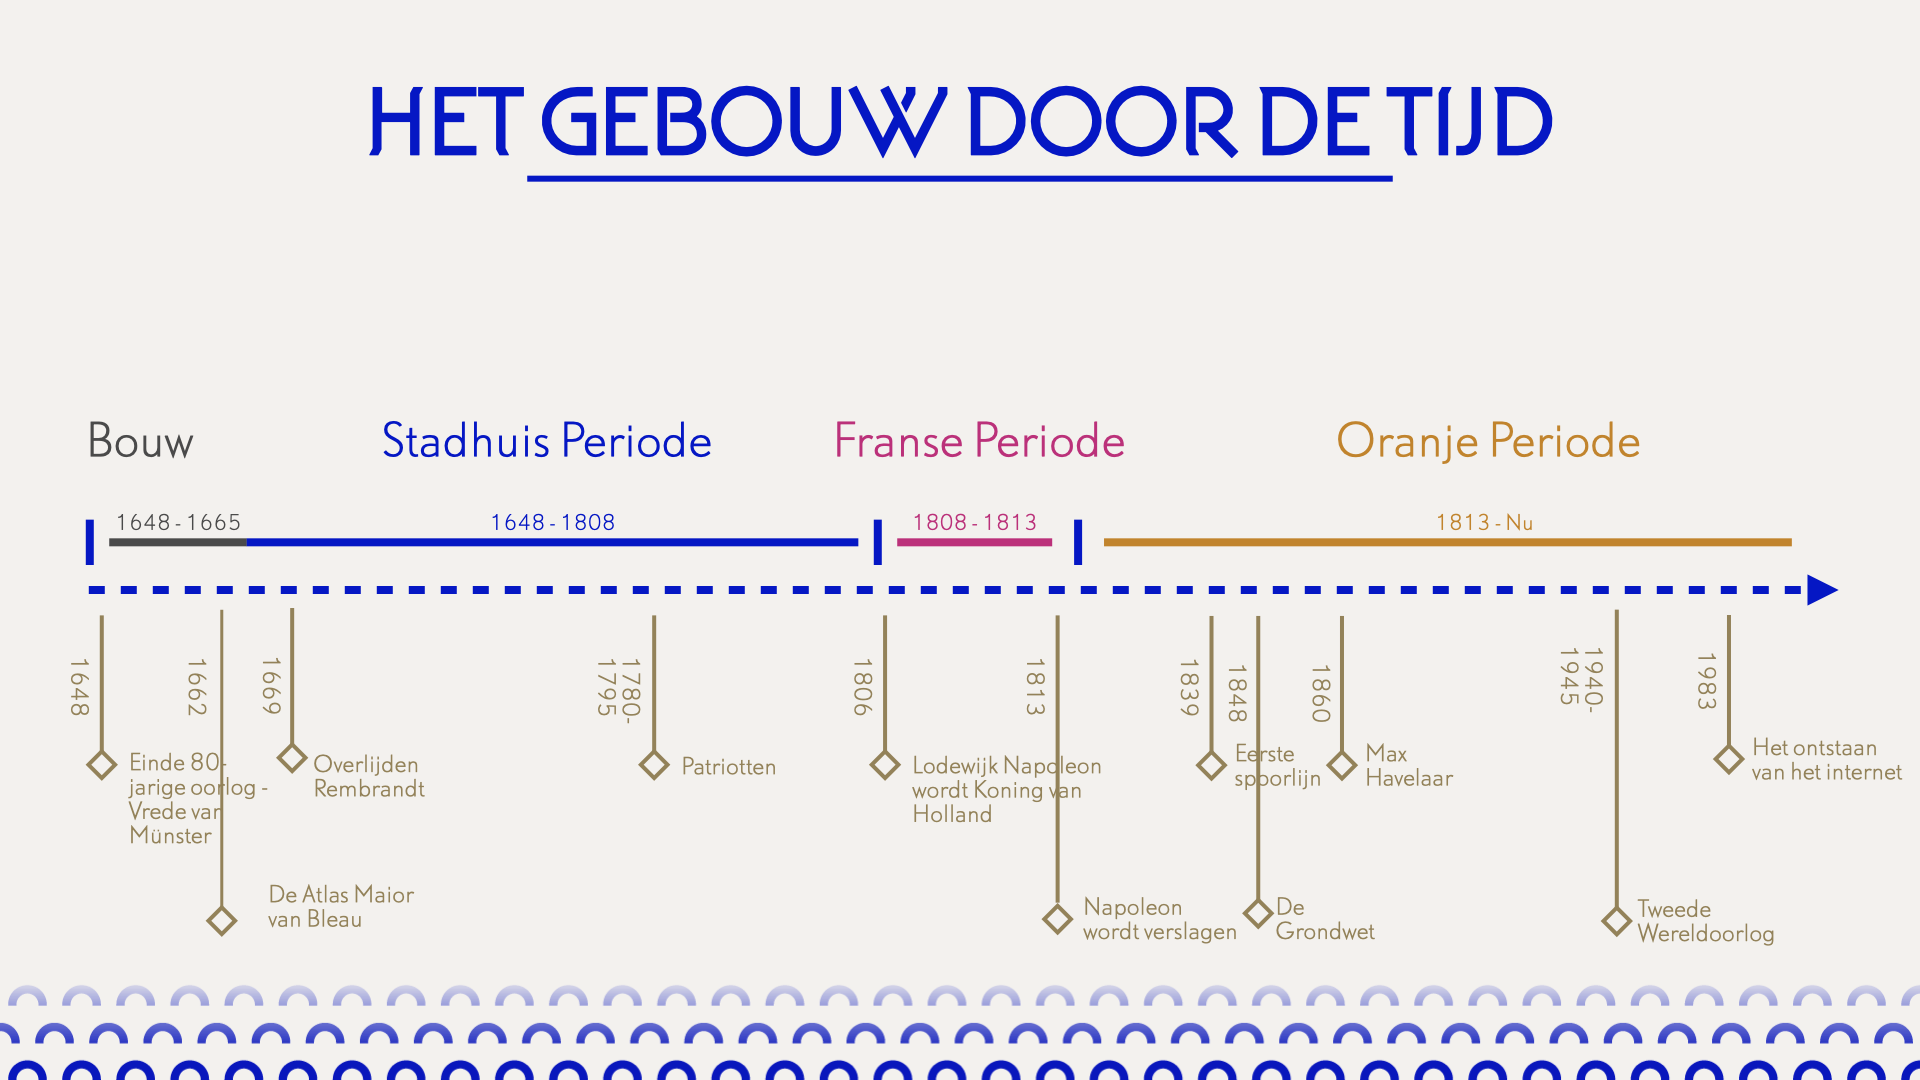 HET GEBOUW DOOR DE TIJD
Bouw
Stadhuis Periode
Franse Periode
Oranje Periode
1648 - 1665
1648 - 1808
1808 - 1813
1813 - Nu
1648
Einde 80-
jarige oorlog -
Vrede van
Münster
1662
De Atlas Maior
van Bleau
1669
Overlijden
Rembrandt
1780-
1795
Patriotten
1806
Lodewijk Napoleon
wordt Koning van
Holland
1813
Napoleon
wordt verslagen
1839
Eerste
spoorlijn
1848
De
Grondwet
1860
Max
Havelaar
1940-
1945
Tweede
Wereldoorlog
1983
Het ontstaan
van het internet